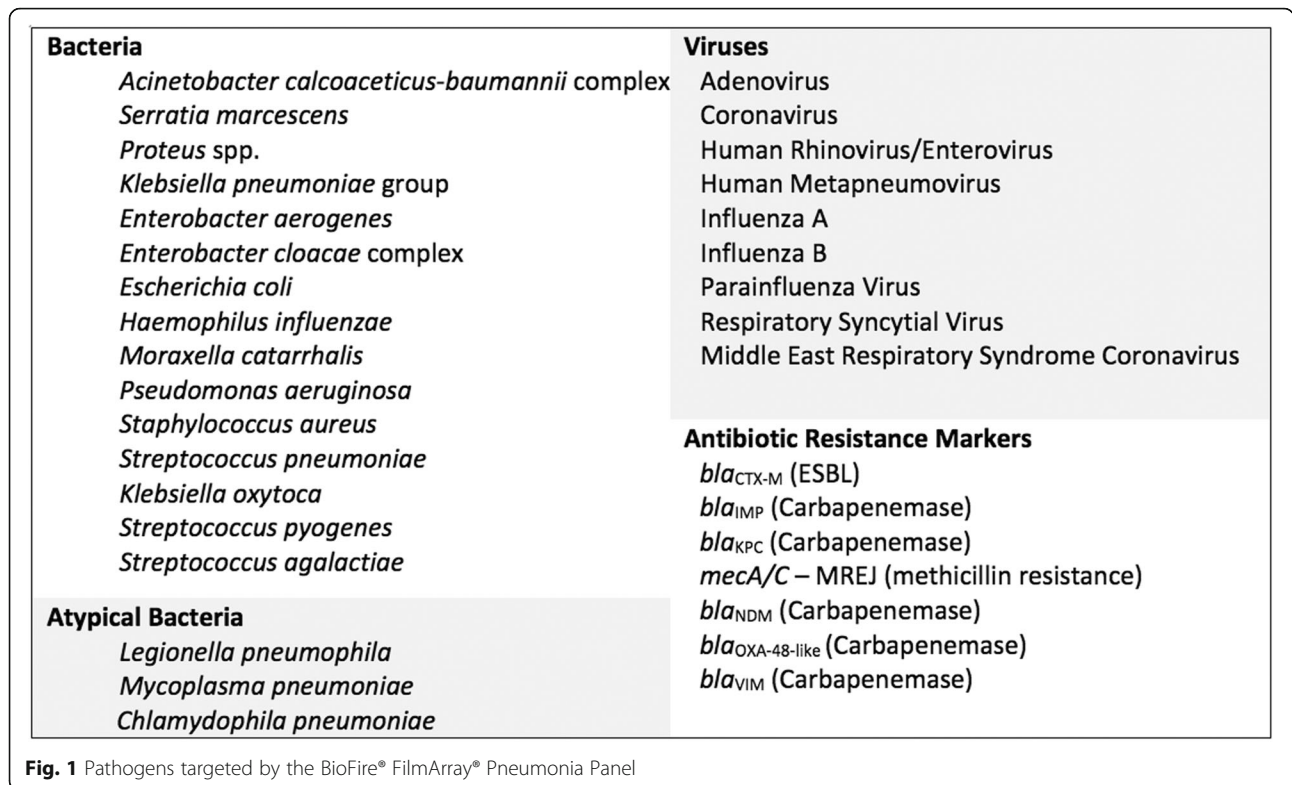 Bacteria
Acinetobacter calcoaceticus-baumannii complex
Serratia marcescens
Proteus spp.
Klebsiella pneumoniae group
Enterobacter aerogenes
Enterobacter cloacae complex
Escherichia coli
Haemophilus influenzae
Moraxella catarrhalis
Pseudomonas aeruginosa
Staphylococcus aureus
Streptococcus pneumoniae
Klebsiella oxytoca
Streptococcus pyogenes
Streptococcus agalactiae
Atypical Bacteria
Legionella pneumophila
Mycoplasma pneumoniae
Chlamydophila pneumoniae
Viruses
Adenovirus
Coronavirus
Human Rhinovirus/Enterovirus
Human Metapneumovirus
Influenza A
Influenza B
Parainfluenza Virus
Respiratory Syncytial Virus
Middle East Respiratory Syndrome Coronavirus
Antibiotic Resistance Markers
blaCTX-M (ESBL)
blaIMP (Carbapenemase)
blaKPC (Carbapenemase)
mecA/C – MREJ (methicillin resistance)
blaNDM (Carbapenemase)
blaOXA-48-like (Carbapenemase)
blaVIM (Carbapenemase)
Fig. 1 Pathogens targeted by the BioFire® FilmArray® Pneumonia Panel